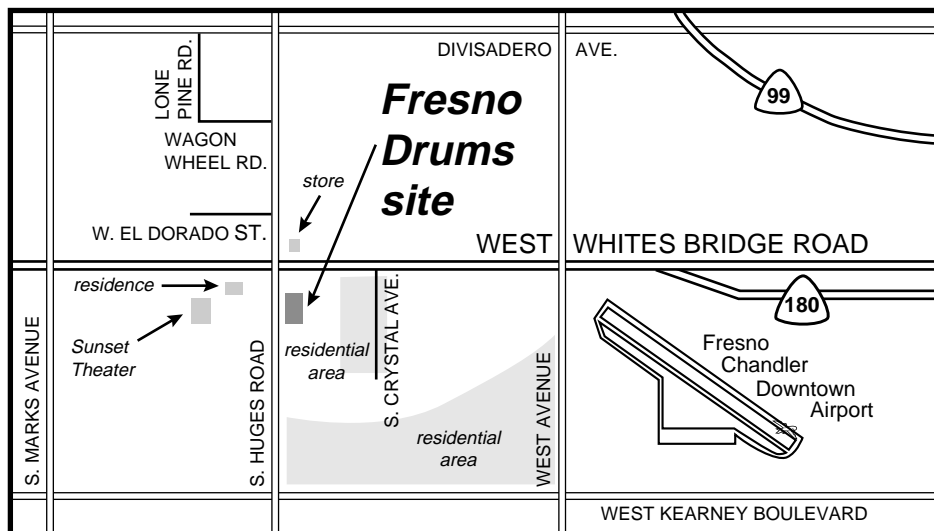 DIVISADERO AVE.
LONE
PINE RD.
99
Fresno
Drums
site
WAGON
WHEEL RD.
store
W. EL DORADO ST.
WEST WHITES BRIDGE ROAD
residence
180
Sunset
Theater
residential
area
Fresno
Chandler
Downtown
Airport
S. MARKS AVENUE
S. HUGES ROAD
S. CRYSTAL AVE.
WEST AVENUE
residential
area
WEST KEARNEY BOULEVARD